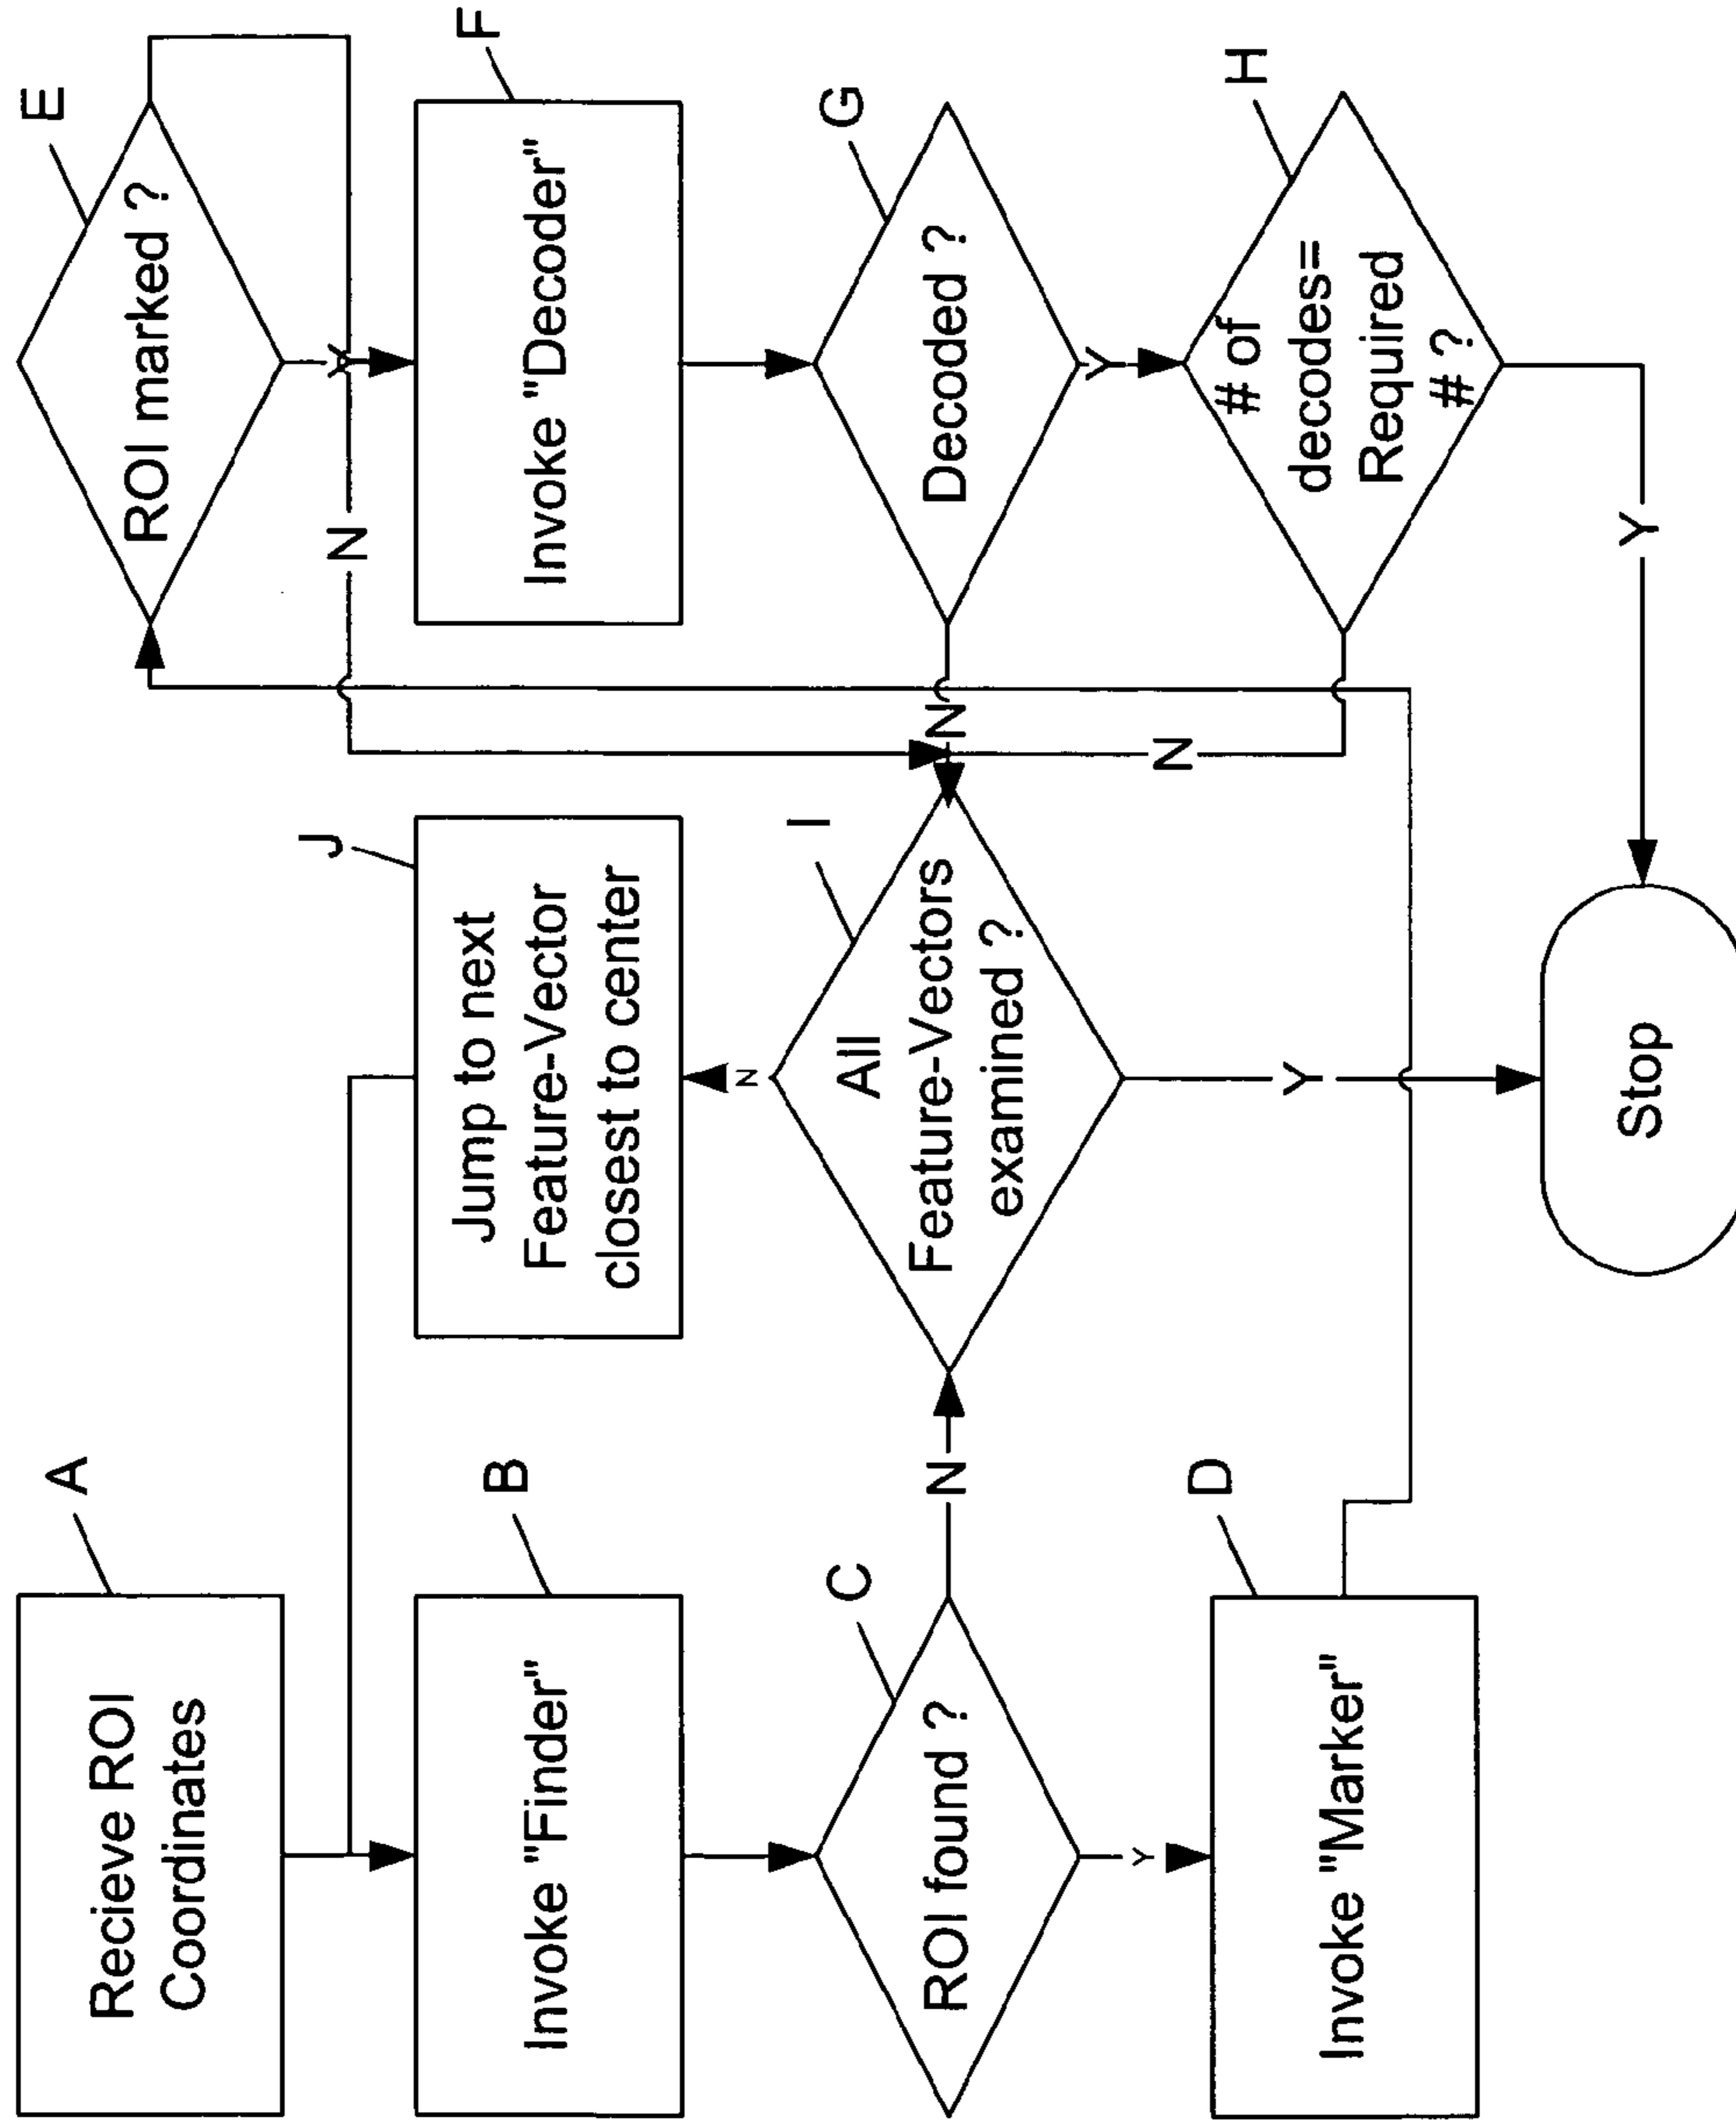 A
Recieve ROI
Coordinates
B
Invoke "Finder"
C
ROI found ?
Y
N
D
Invoke "Marker"
J
Jump to next
Feature-Vector
closest to center
N
I
All
Feature-Vectors
examined ?
Y
Stop
E
ROI marked ?
Y
N
F
Invoke "Decoder"
G
Decoded ?
N
Y
H
# of
decodes=
Required
# ?
N
Y